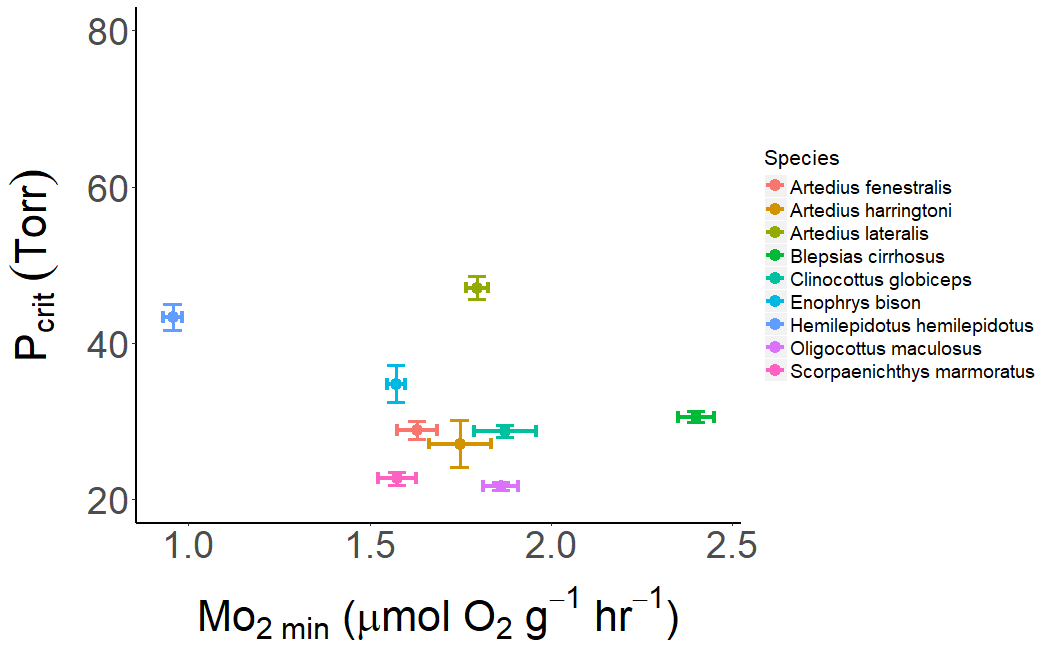 80
60
40
20
P_crit (Torr)
1.0 1.5 2.0 2.5
Mo₂ min (μmol O₂ g⁻¹ hr⁻¹)
Species
Artedius fenestralis
Artedius harringtoni
Artedius lateralis
Blepsias cirrhosus
Clinocottus globiceps
Enophrys bison
Hemilepidotus hemilepidotus
Oligocottus maculosus
Scorpaenichthys marmoratus